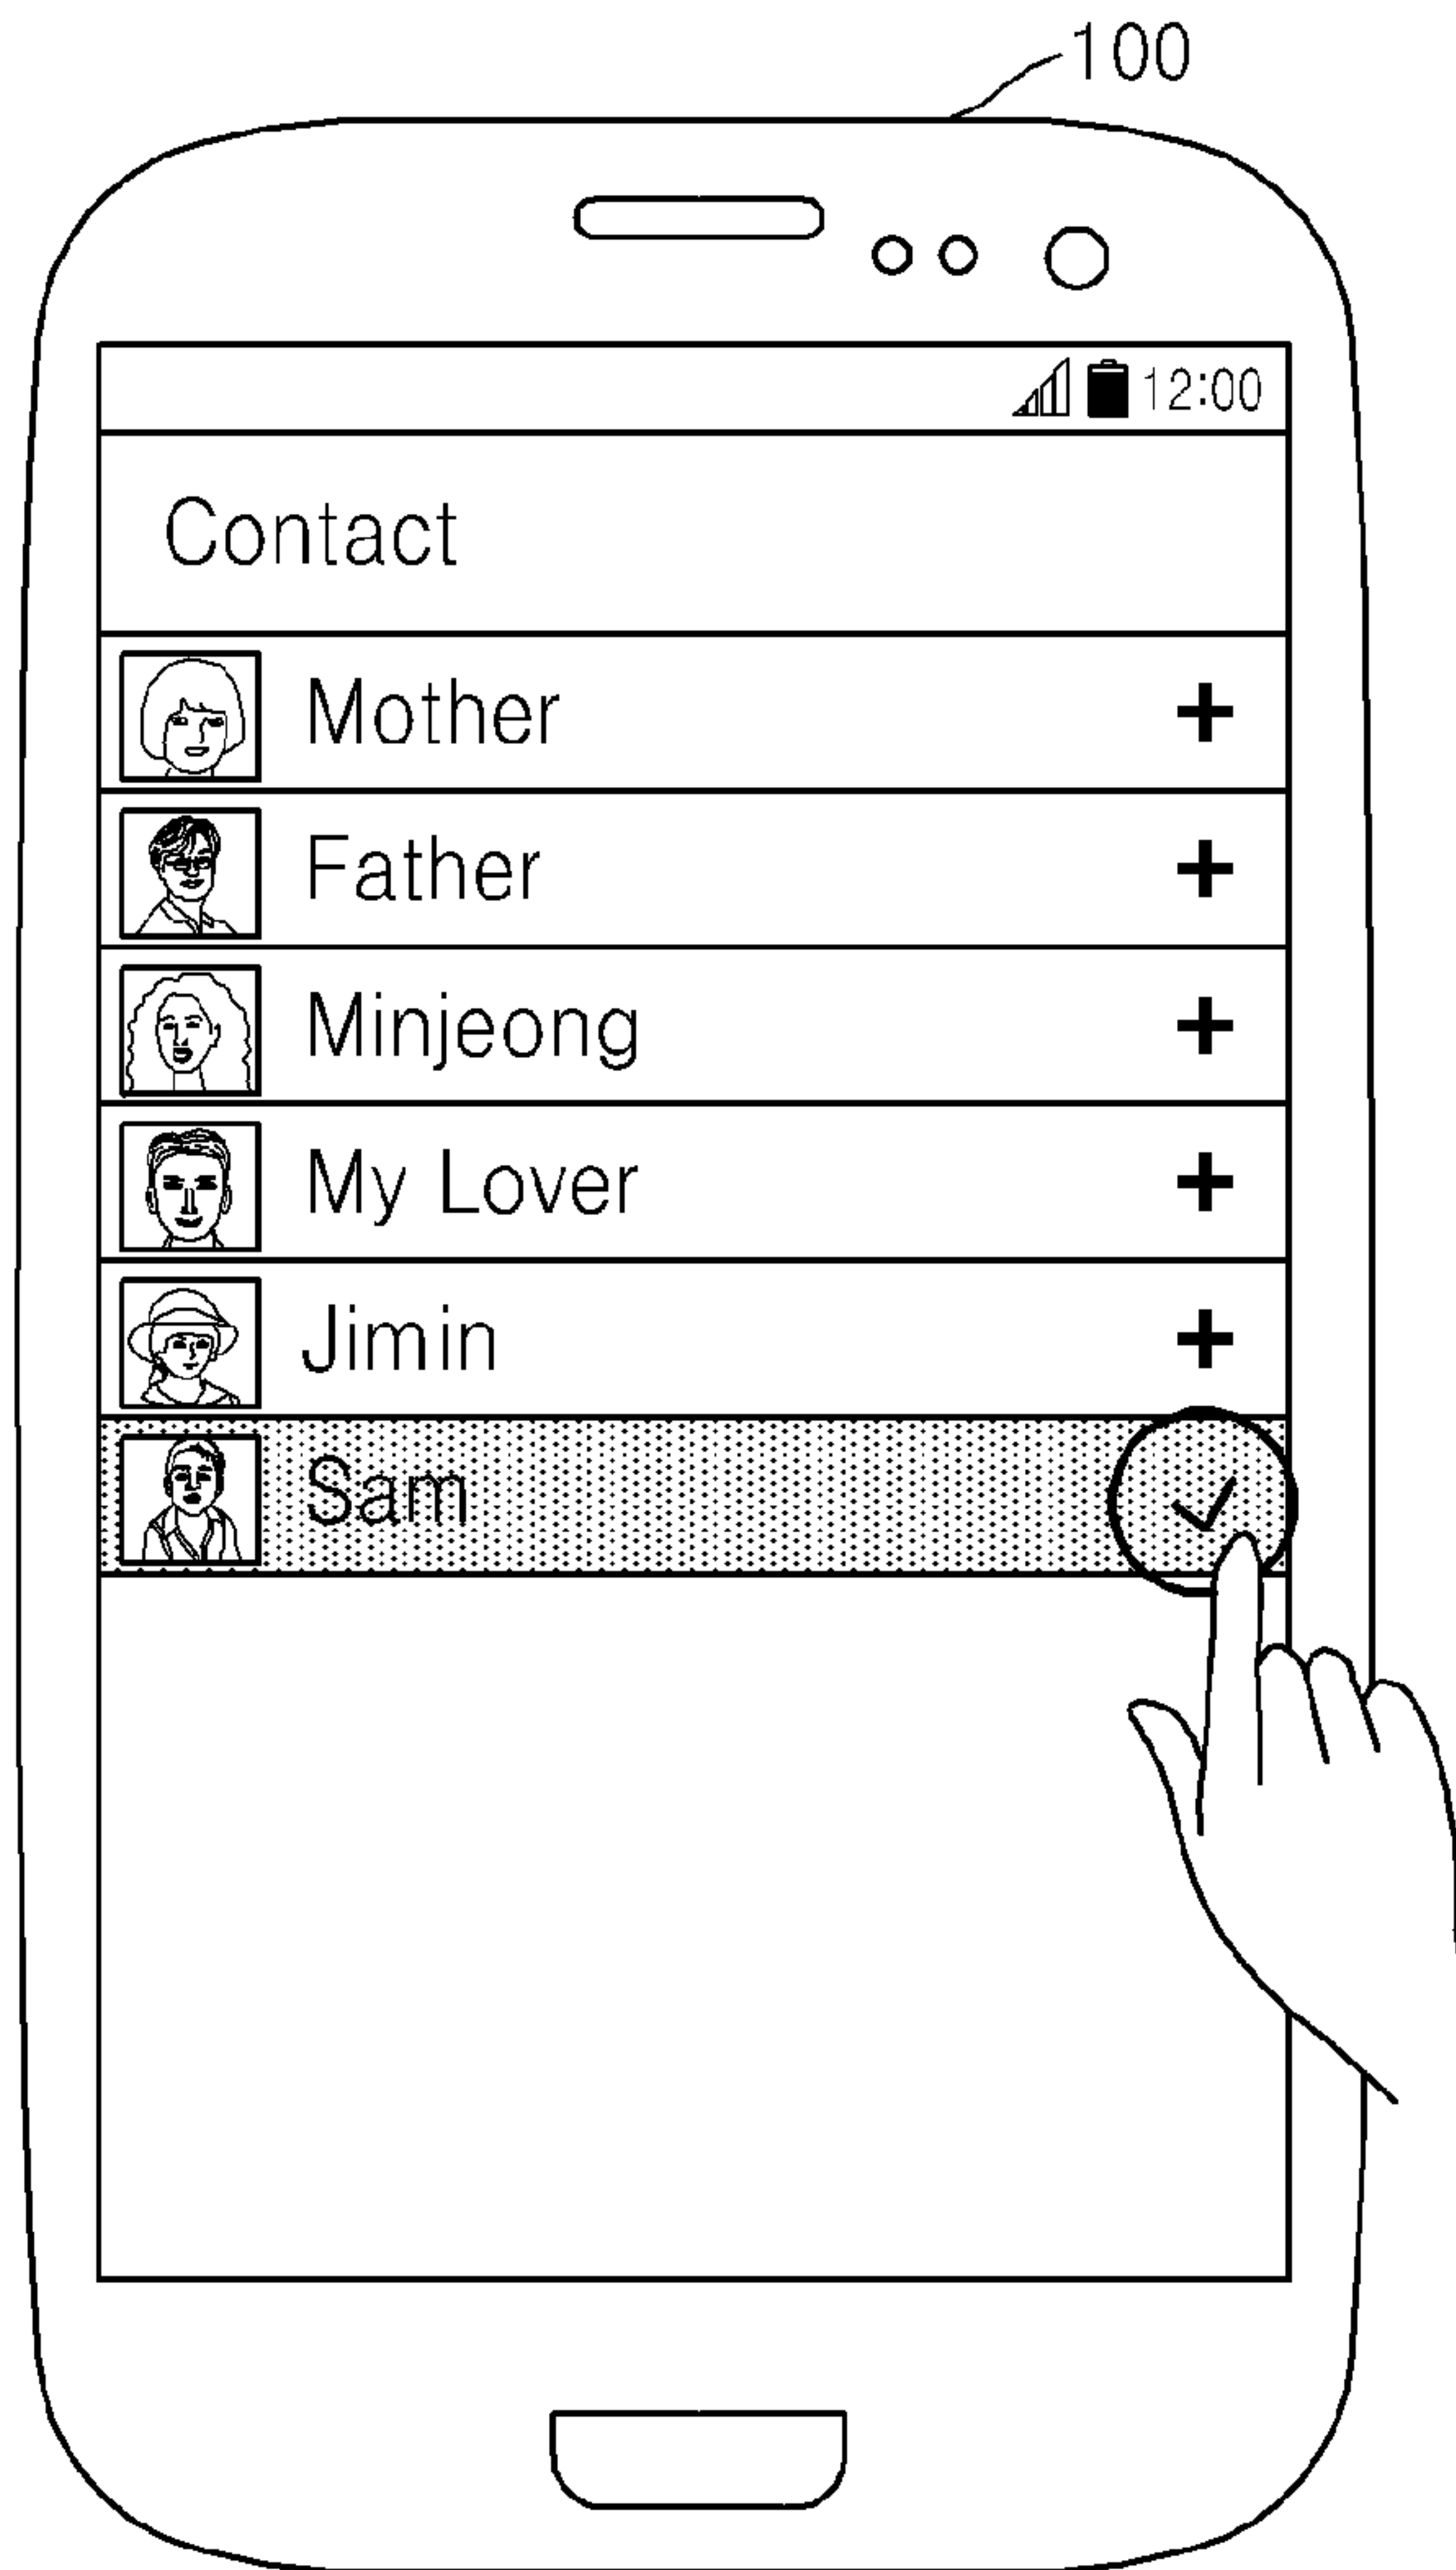 100
12:00
Contact
Mother +
Father +
Minjeong +
My Lover +
Jimin +
Sam